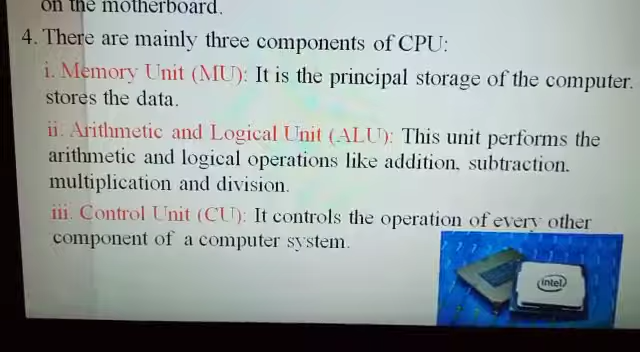 on the motherboard.
4. There are mainly three components of CPU:
i. Memory Unit (MU): It is the principal storage of the computer.
stores the data.
ii. Arithmetic and Logical Unit (ALU): This unit performs the
arithmetic and logical operations like addition, subtraction.
multiplication and division.
iii. Control Unit (CU): It controls the operation of every other
component of a computer system.
intel